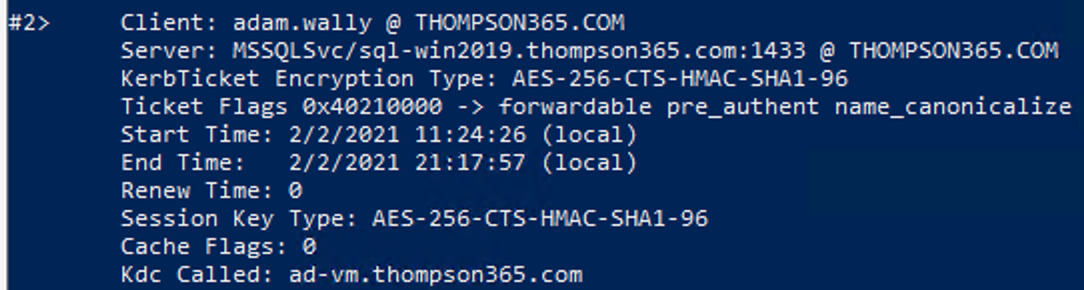 #2> Client: adam.wally @ THOMPSON365.COM
Server: MSSQLSvc/sql-win2019.thompson365.com:1433 @ THOMPSON365.COM
KerbTicket Encryption Type: AES-256-CTS-HMAC-SHA1-96
Ticket Flags 0x40210000 -> forwardable pre_authent name_canonicalize
Start Time: 2/2/2021 11:24:26 (local)
End Time: 2/2/2021 21:17:57 (local)
Renew Time: 0
Session Key Type: AES-256-CTS-HMAC-SHA1-96
Cache Flags: 0
Kdc Called: ad-vm.thompson365.com